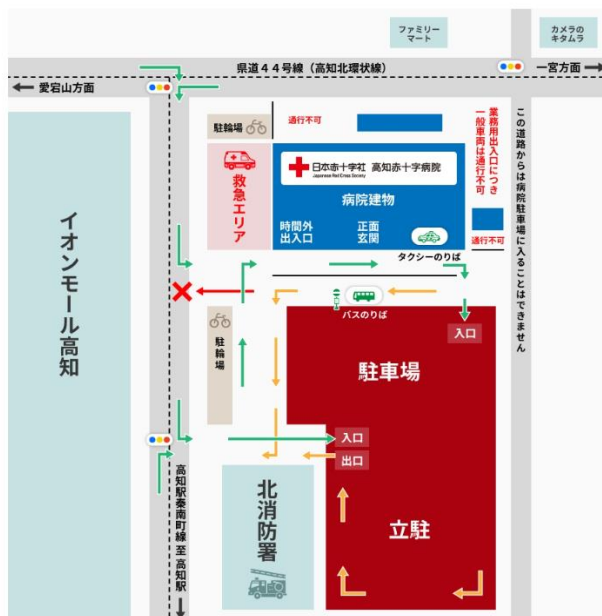 ファミリー
マート
カメラの
キタムラ
県道44号線（高知北環状線）
一宮方面
愛宕山方面
駐輪場
通行不可
業務用出入口につき
一般車両は通行不可
この道路からは病院駐車場に入ることはできません
日本赤十字社 高知赤十字病院
Japanese Red Cross Society
救急エリア
病院建物
時間外
出入口
正面
玄関
通行不可
タクシーのりば
イオンモール高知
バスのりば
入口
駐輪場
駐車場
入口
出口
北消防署
立駐
高知駅秦南町線 至 高知駅